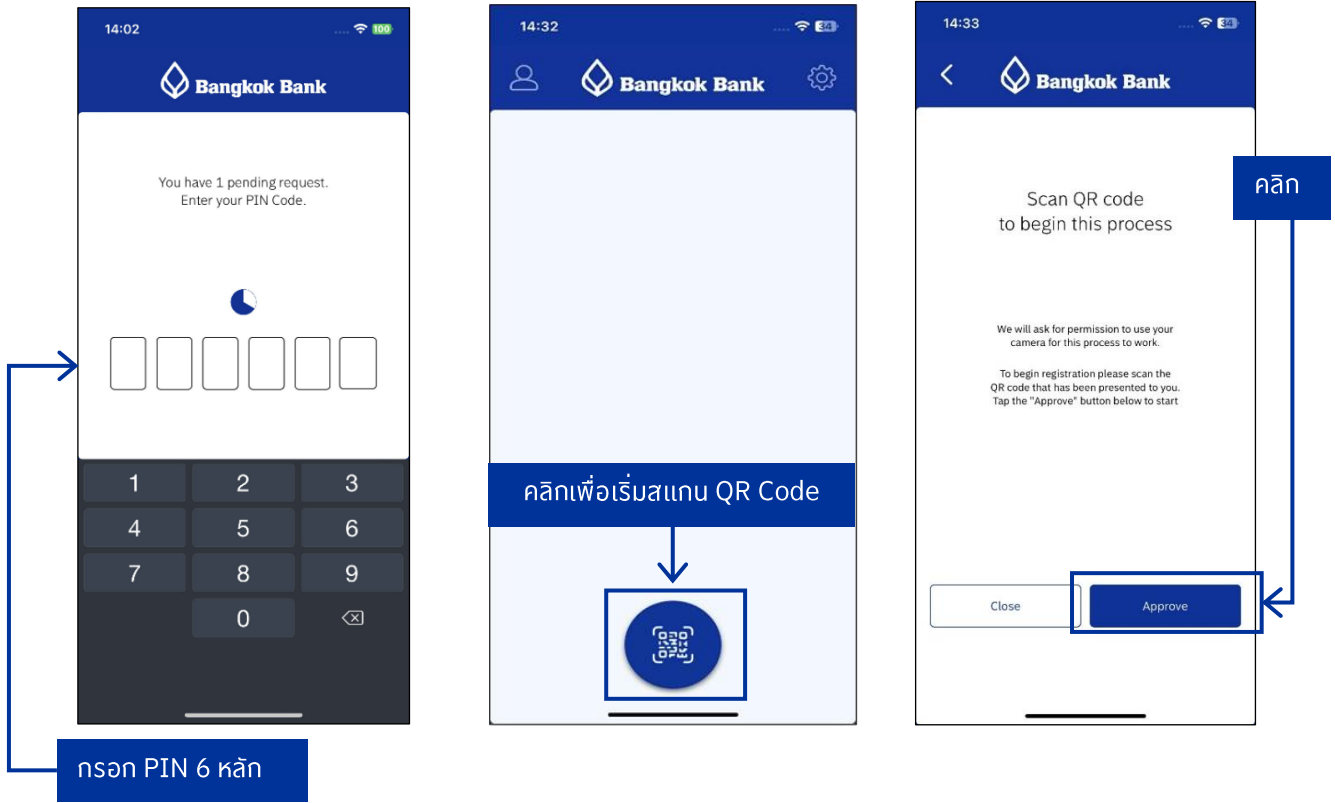 14:02
100
Bangkok Bank
You have 1 pending request.
Enter your PIN Code.
1 2 3
4 5 6
7 8 9
0
กรอก PIN 6 หลัก
14:32
34
Bangkok Bank
คลิกเพื่อเริ่มสแกน QR Code
14:33
34
Bangkok Bank
Scan QR code
to begin this process
คลิก
We will ask for permission to use your
camera for this process to work.
To begin registration please scan the
QR code that has been presented to you.
Tap the "Approve" button below to start
Close
Approve